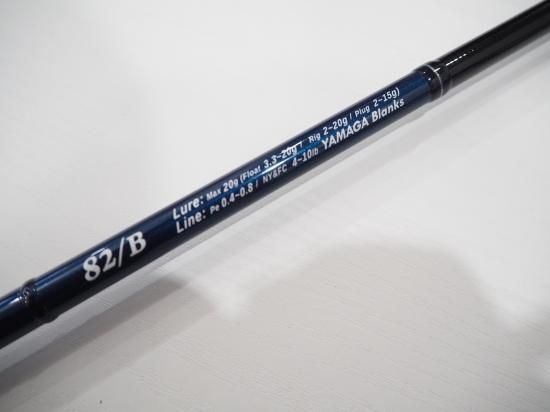 82/B
Lure: Max 20g (Float 3.3-20g / Rig 2-20g / Plug 2-15g)
Line: Pe 0.4-0.8 / NY&FC 4-10lb YAMAGA Blanks